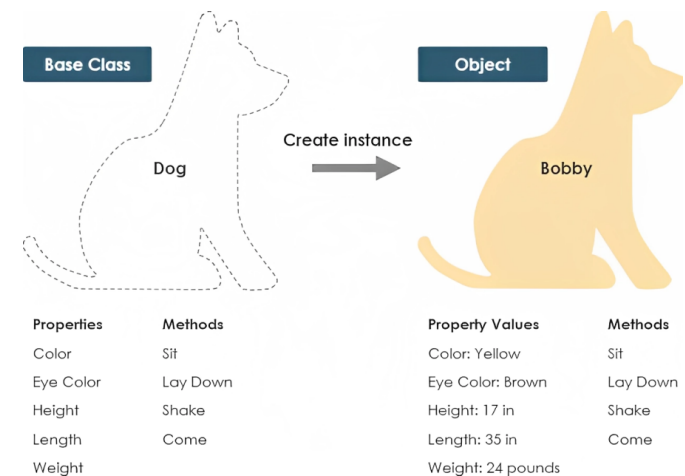 Base Class
Object
Create instance
Dog
Bobby
Properties Methods
Color Sit
Eye Color Lay Down
Height Shake
Length Come
Weight
Property Values Methods
Color: Yellow Sit
Eye Color: Brown Lay Down
Height: 17 in Shake
Length: 35 in Come
Weight: 24 pounds